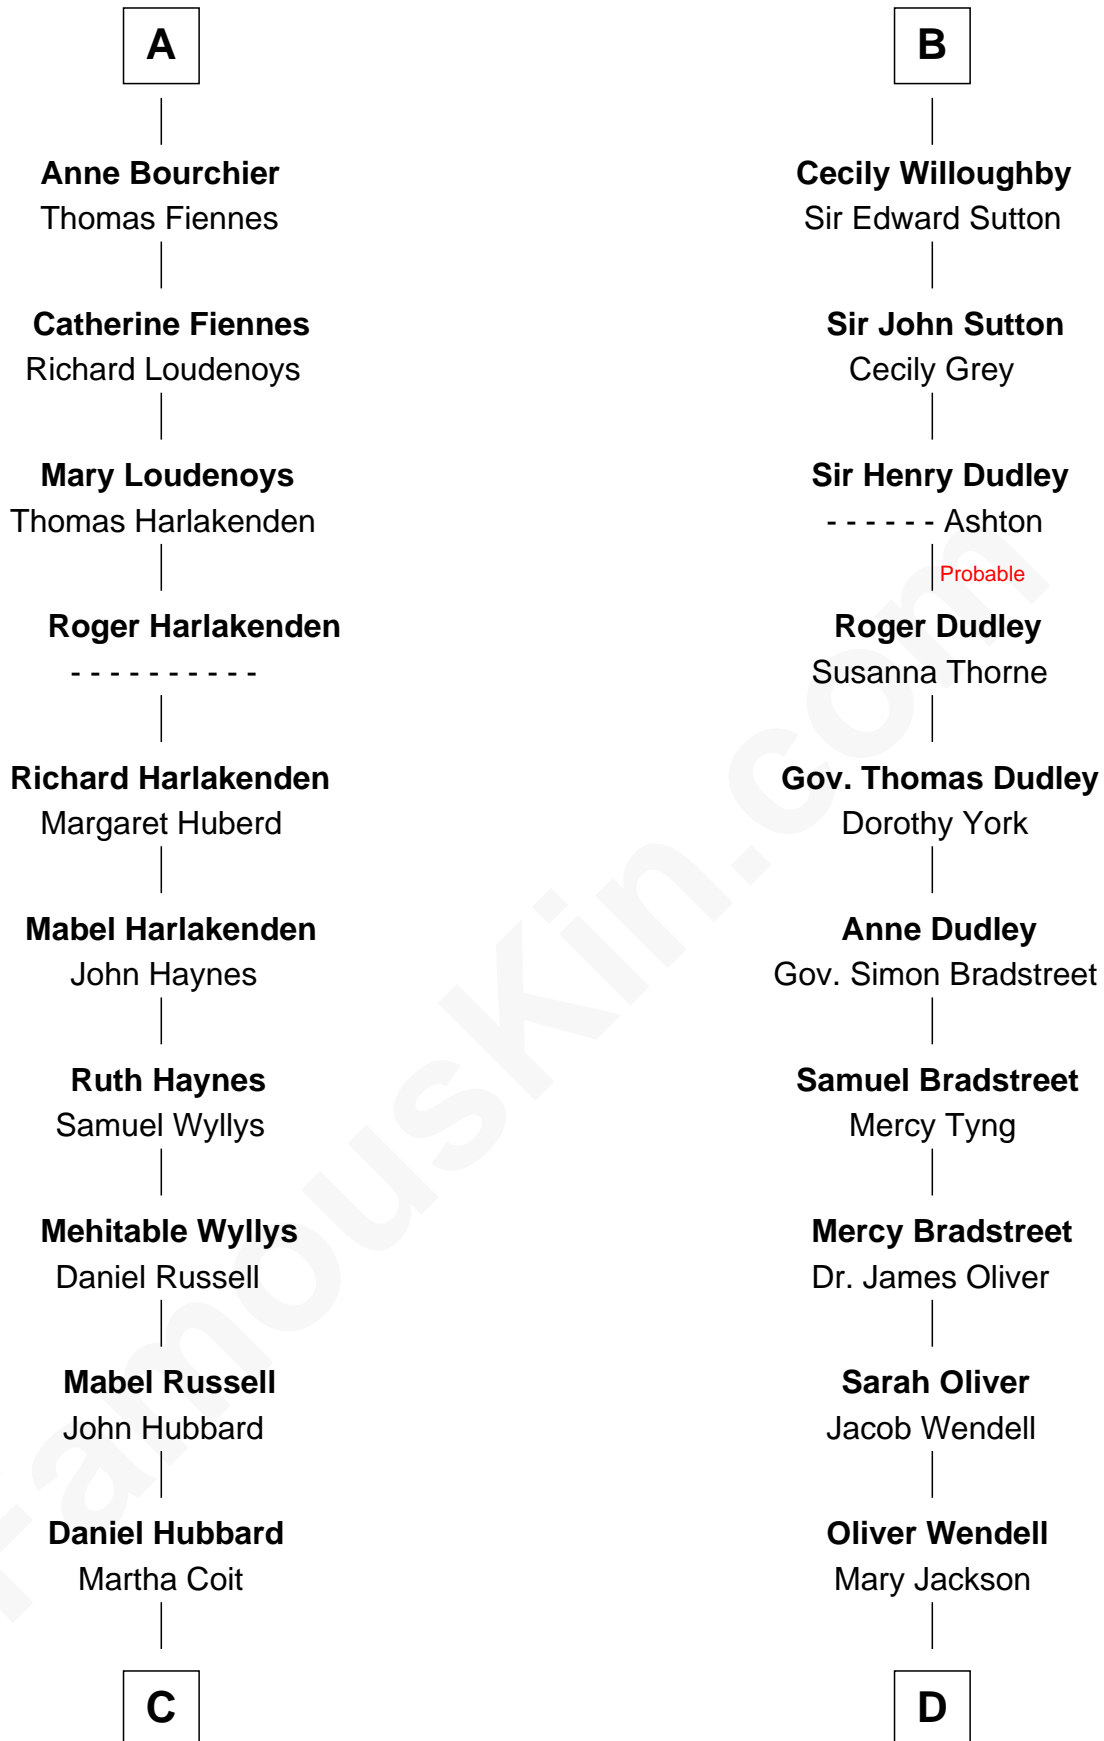 A
Anne Bourchier
Thomas Fiennes
Catherine Fiennes
Richard Loudenoys
Mary Loudenoys
Thomas Harlakenden
Roger Harlakenden
- - - - - - - - - -
Richard Harlakenden
Margaret Huberd
Mabel Harlakenden
John Haynes
Ruth Haynes
Samuel Wyllys
Mehitable Wyllys
Daniel Russell
Mabel Russell
John Hubbard
Daniel Hubbard
Martha Coit
C
B
Cecily Willoughby
Sir Edward Sutton
Sir John Sutton
Cecily Grey
Sir Henry Dudley
- - - - - - Ashton
Probable
Roger Dudley
Susanna Thorne
Gov. Thomas Dudley
Dorothy York
Anne Dudley
Gov. Simon Bradstreet
Samuel Bradstreet
Mercy Tyng
Mercy Bradstreet
Dr. James Oliver
Sarah Oliver
Jacob Wendell
Oliver Wendell
Mary Jackson
D
FamousKin.com